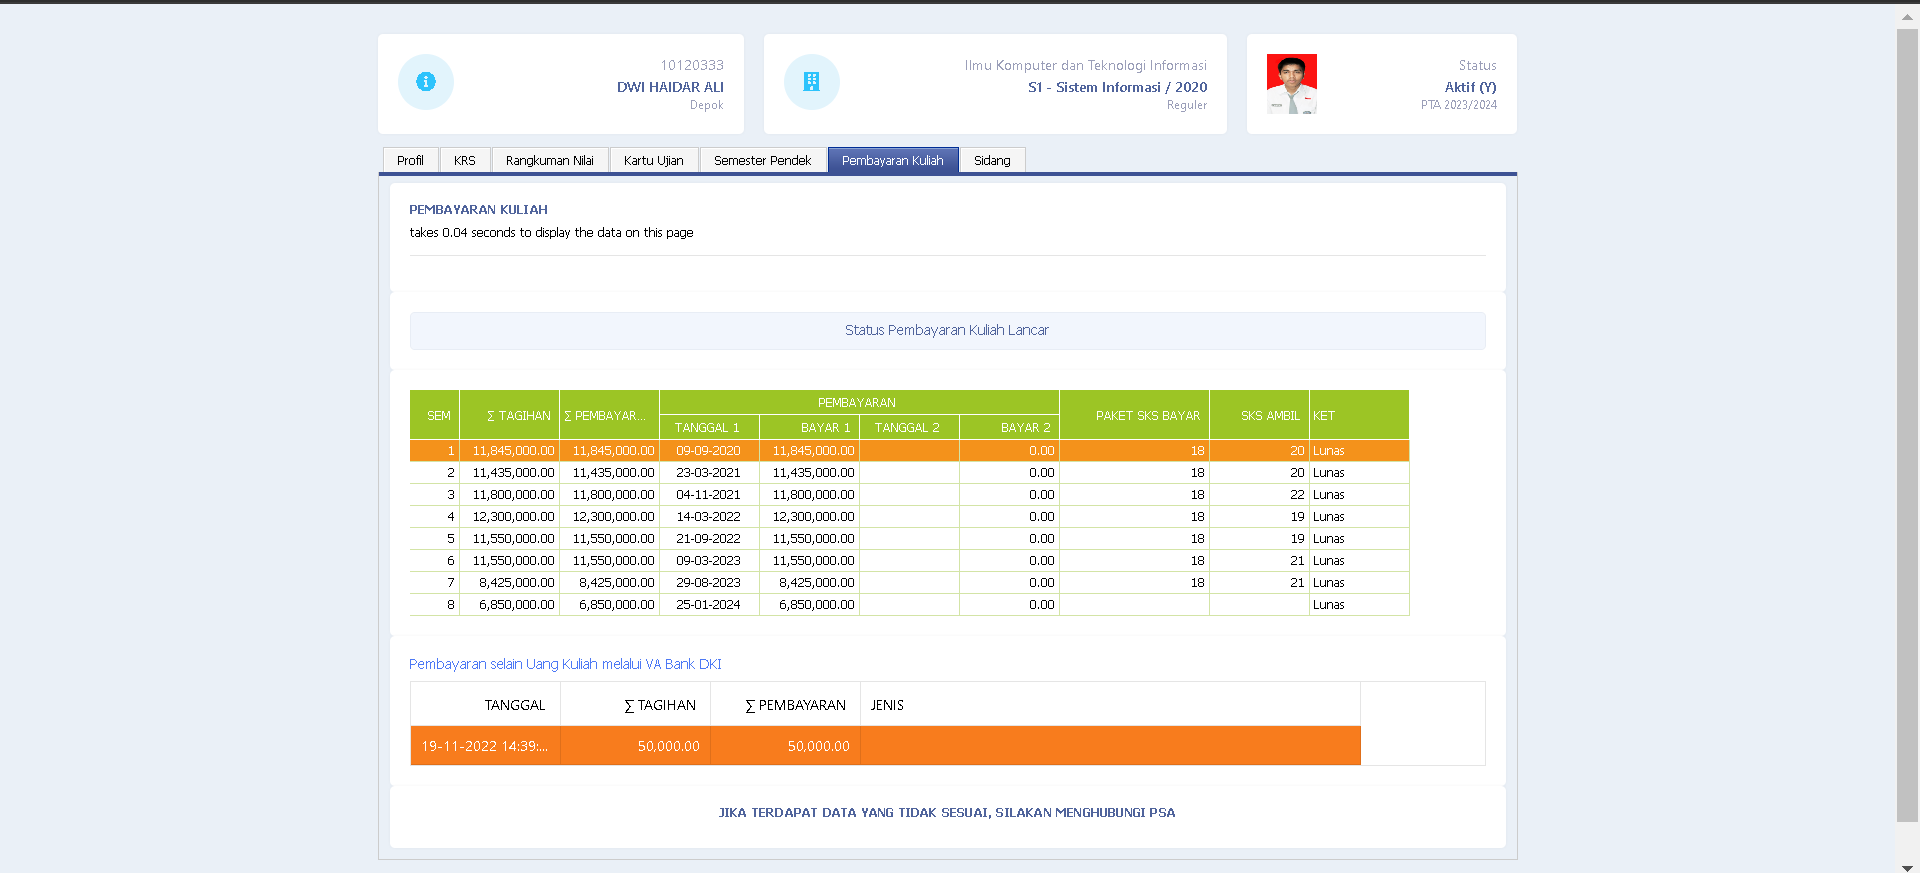 10120333
DWI HAIDAR ALI
Depok
Ilmu Komputer dan Teknologi Informasi
S1 - Sistem Informasi / 2020
Reguler
Status
Aktif (Y)
PTA 2023/2024
Profil KRS Rangkuman Nilai Kartu Ujian Semester Pendek Pembayaran Kuliah Sidang
PEMBAYARAN KULIAH
takes 0.04 seconds to display the data on this page
Status Pembayaran Kuliah Lancar
SEM Σ TAGIHAN Σ PEMBAYAR... PEMBAYARAN PAKET SKS BAYAR SKS AMBIL KET
TANGGAL 1 BAYAR 1 TANGGAL 2 BAYAR 2
1 11,845,000.00 11,845,000.00 09-09-2020 11,845,000.00 0.00 18 20 Lunas
2 11,435,000.00 11,435,000.00 23-03-2021 11,435,000.00 0.00 18 20 Lunas
3 11,800,000.00 11,800,000.00 04-11-2021 11,800,000.00 0.00 18 22 Lunas
4 12,300,000.00 12,300,000.00 14-03-2022 12,300,000.00 0.00 18 19 Lunas
5 11,550,000.00 11,550,000.00 21-09-2022 11,550,000.00 0.00 18 19 Lunas
6 11,550,000.00 11,550,000.00 09-03-2023 11,550,000.00 0.00 18 21 Lunas
7 8,425,000.00 8,425,000.00 29-08-2023 8,425,000.00 0.00 18 21 Lunas
8 6,850,000.00 6,850,000.00 25-01-2024 6,850,000.00 0.00 Lunas
Pembayaran selain Uang Kuliah melalui VA Bank DKI
TANGGAL ∑ TAGIHAN ∑ PEMBAYARAN JENIS
19-11-2022 14:39:... 50,000.00 50,000.00
JIKA TERDAPAT DATA YANG TIDAK SESUAI, SILAKAN MENGHUBUNGI PSA